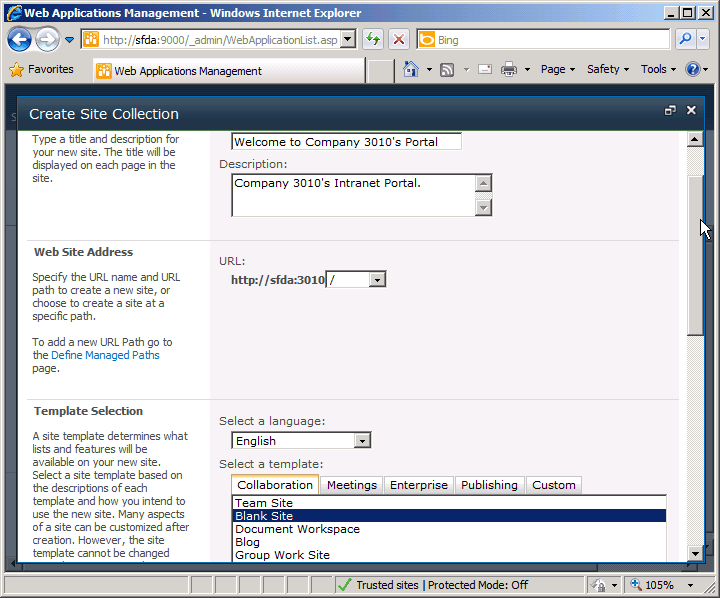 Web Applications Management - Windows Internet Explorer
http://sfda:9000/_admin/WebApplicationList.asp
Bing
Favorites
Web Applications Management
Page
Safety
Tools
Create Site Collection
Type a title and description for
your new site. The title will be
displayed on each page in the
site.
Welcome to Company 3010's Portal
Description:
Company 3010's Intranet Portal.
Web Site Address
Specify the URL name and URL
path to create a new site, or
choose to create a site at a
specific path.
To add a new URL Path go to
the Define Managed Paths
page.
URL:
http://sfda:3010 /
Template Selection
A site template determines what
lists and features will be
available on your new site.
Select a site template based on
the descriptions of each
template and how you intend to
use the new site. Many aspects
of a site can be customized after
creation. However, the site
template cannot be changed
Select a language:
English
Select a template:
Collaboration Meetings Enterprise Publishing Custom
Team Site
Blank Site
Document Workspace
Blog
Group Work Site
Trusted sites | Protected Mode: Off
105%